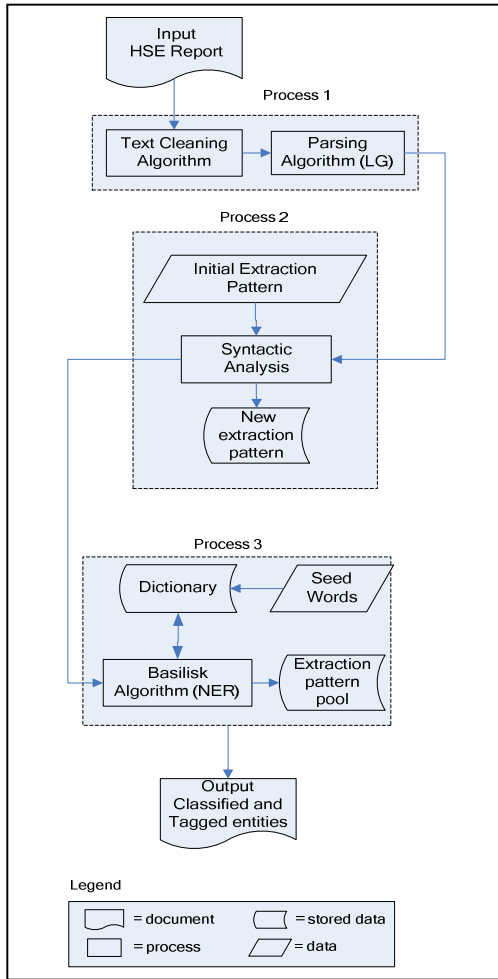 Input
HSE Report
Process 1
Text Cleaning
Algorithm
Parsing
Algorithm (LG)
Process 2
Initial Extraction
Pattern
Syntactic
Analysis
New
extraction
pattern
Process 3
Dictionary
Seed
Words
Basilisk
Algorithm (NER)
Extraction
pattern
pool
Output
Classified and
Tagged entities
Legend
= document
= stored data
= process
= data